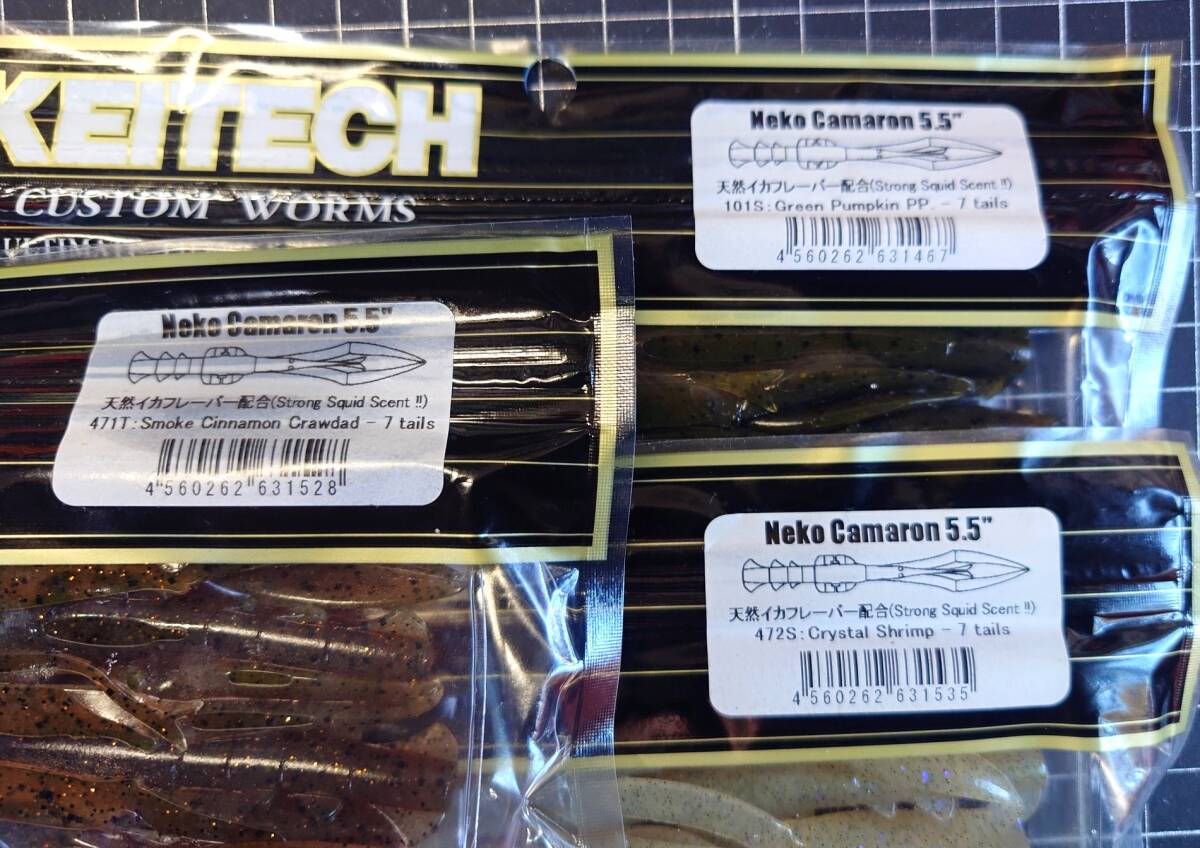 KEITECH
CUSTOM WORMS
Neko Camaron 5.5"
天然イカフレーバー配合(Strong Squid Scent !!)
101S:Green Pumpkin PP. - 7 tails
4 560262 631467
Neko Camaron 5.5"
天然イカフレーバー配合(Strong Squid Scent !!)
471T:Smoke Cinnamon Crawdad - 7 tails
4 560262 631528
Neko Camaron 5.5"
天然イカフレーバー配合(Strong Squid Scent !!)
472S:Crystal Shrimp - 7 tails
4 560262 631535